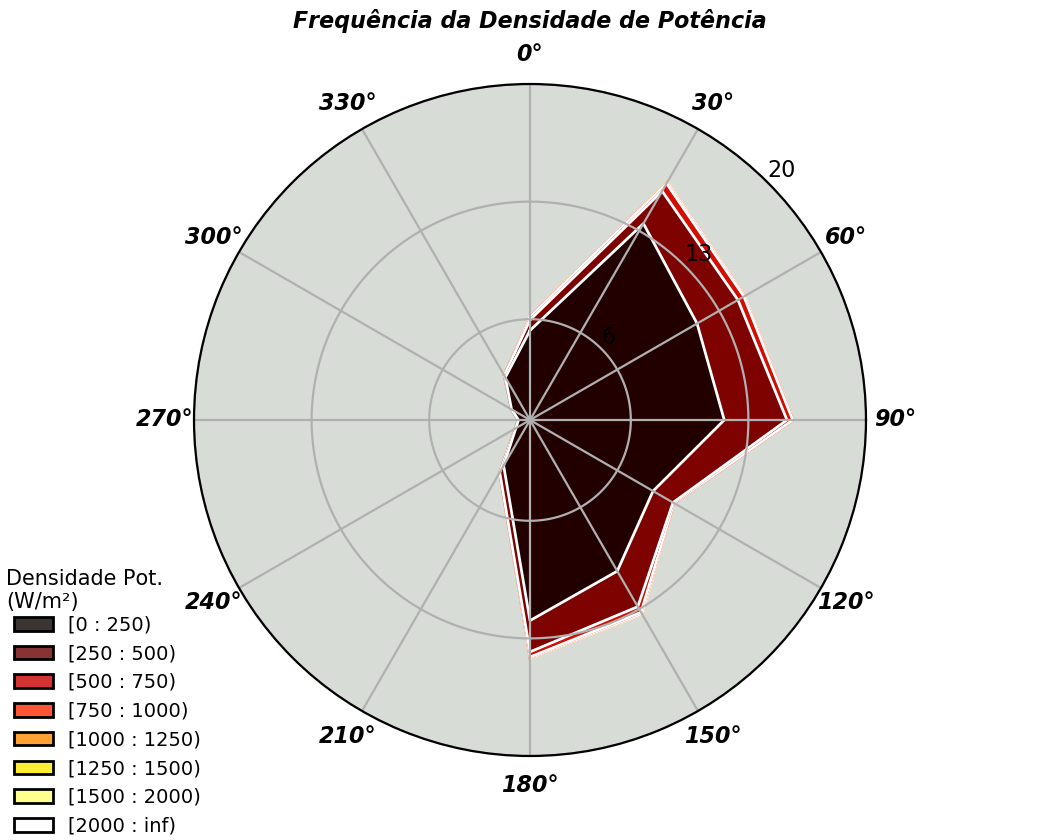 Frequência da Densidade de Potência
0°
330°
30°
20
300°
60°
13
6
270°
90°
240°
120°
210°
150°
180°
Densidade Pot.
(W/m²)
[0 : 250)
[250 : 500)
[500 : 750)
[750 : 1000)
[1000 : 1250)
[1250 : 1500)
[1500 : 2000)
[2000 : inf)